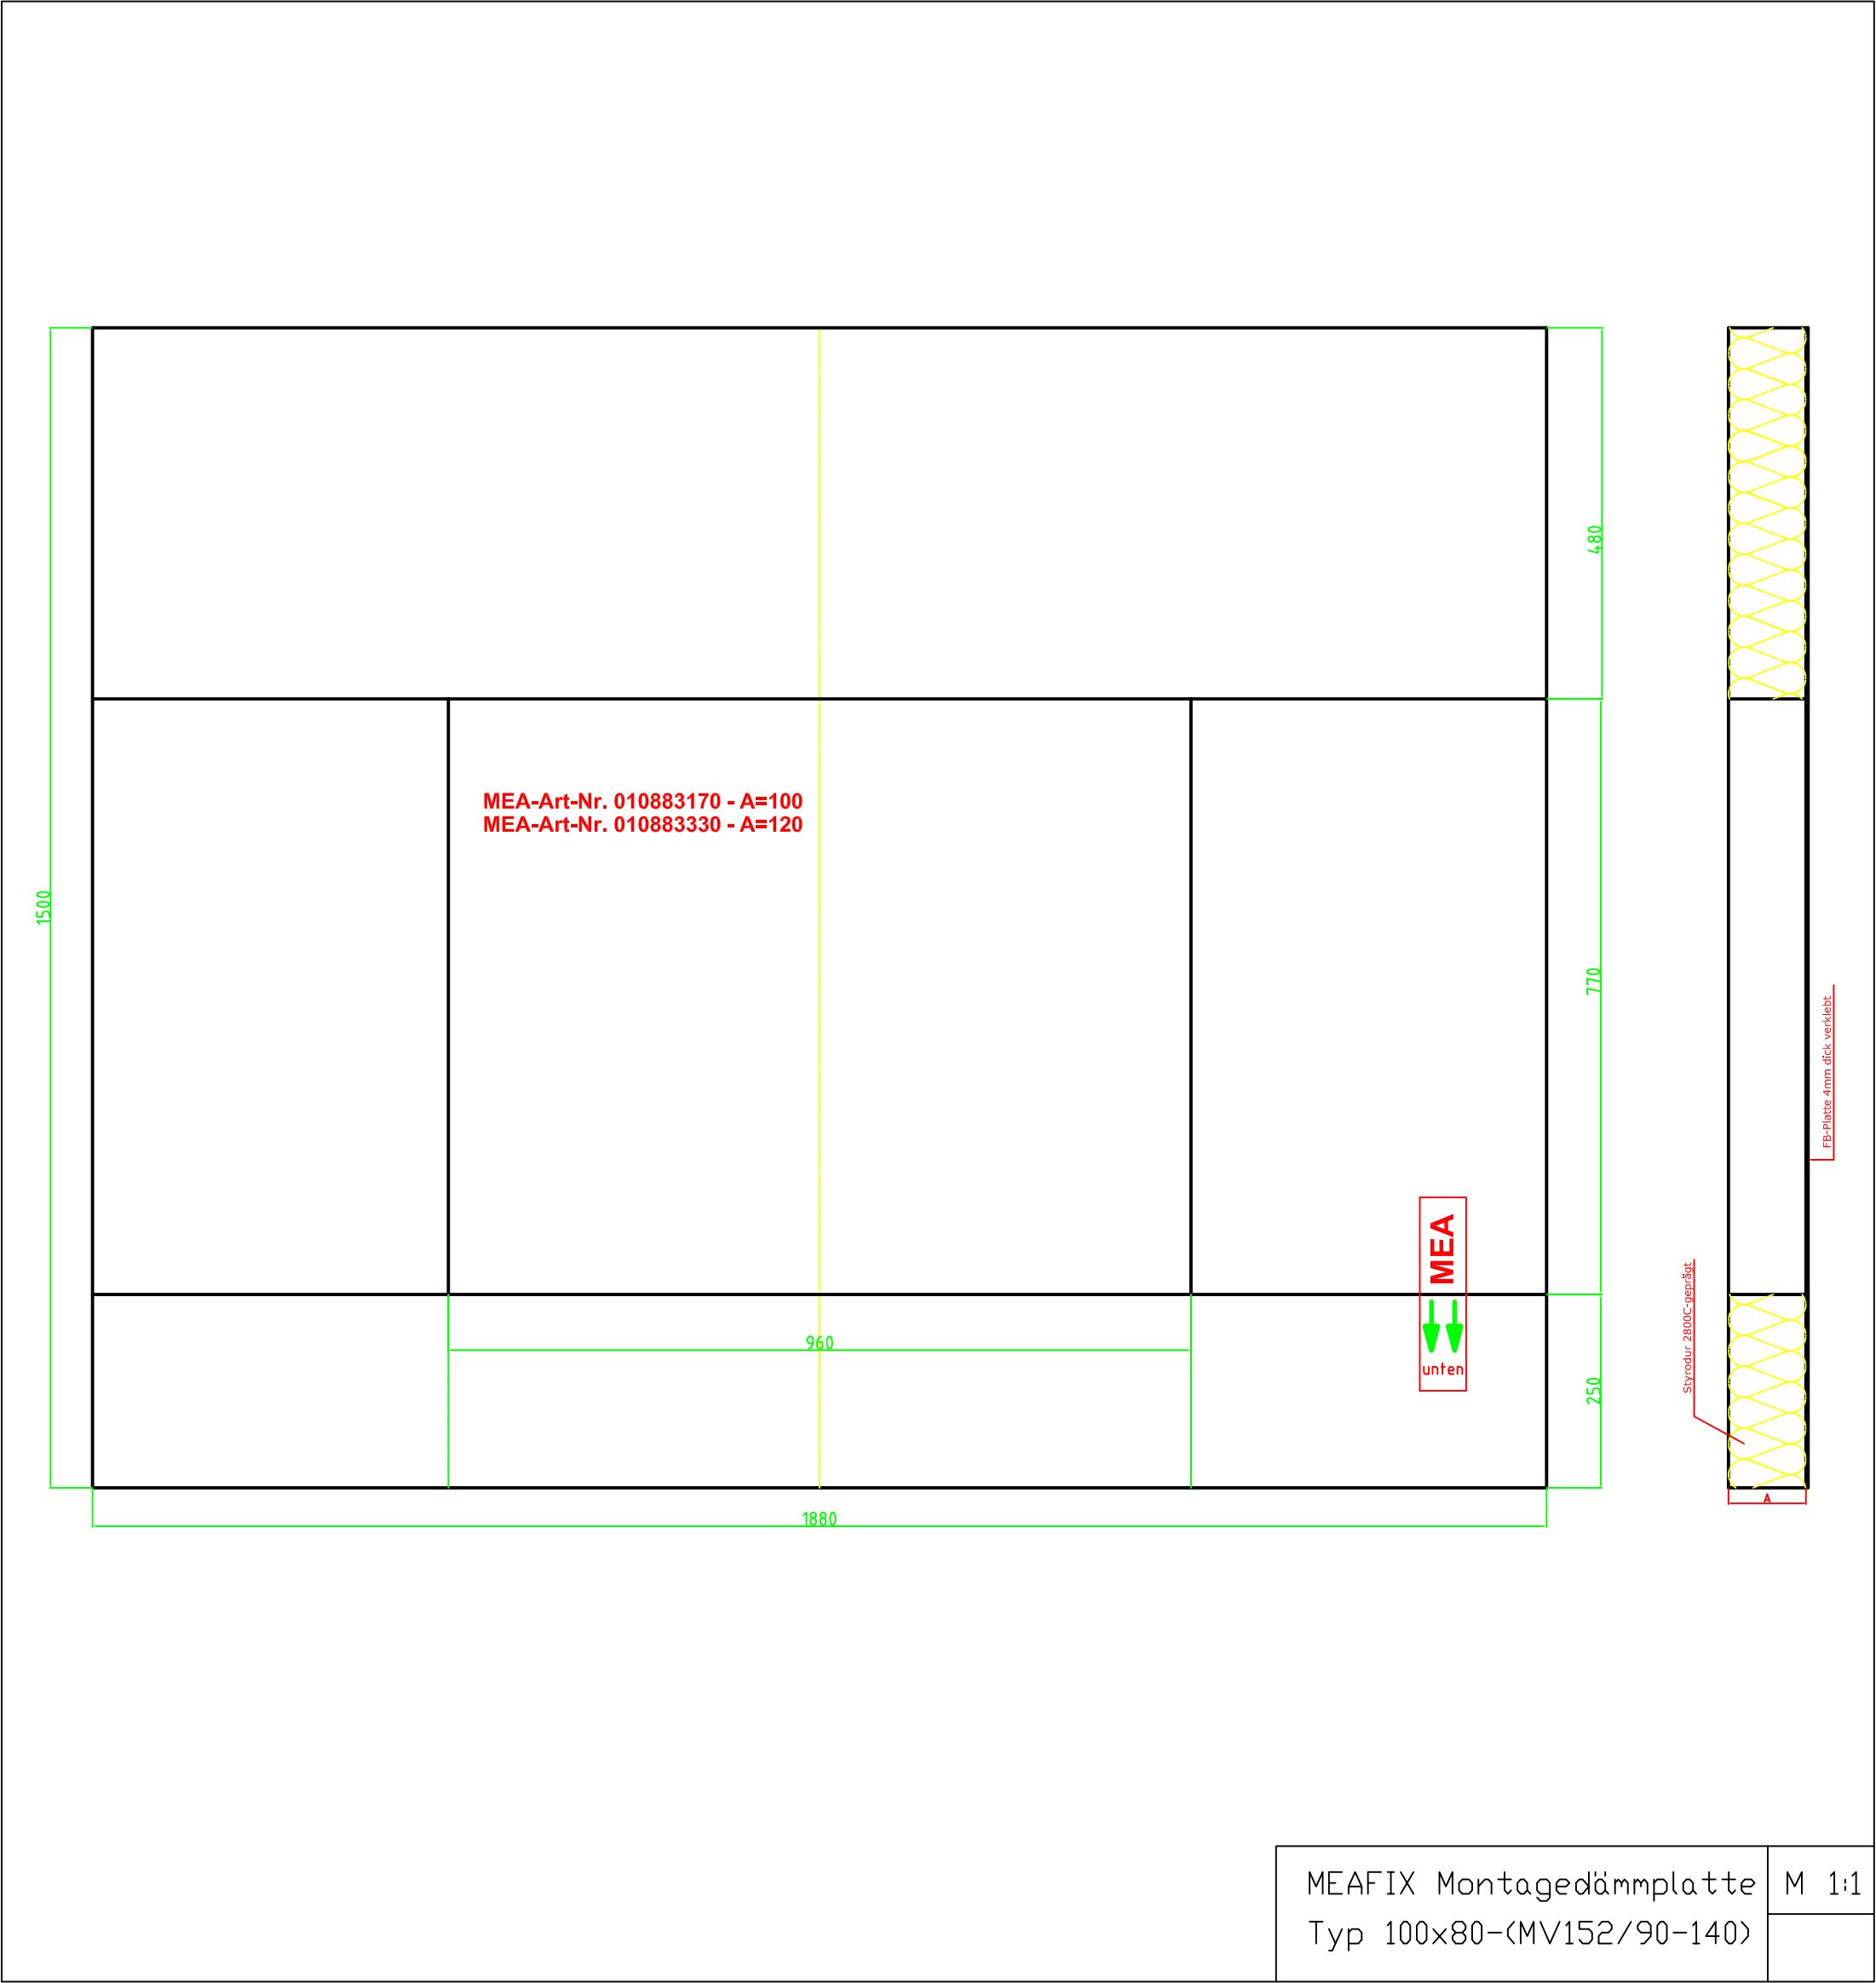 480
MEA-Art-Nr. 010883170 - A=100
MEA-Art-Nr. 010883330 - A=120
1500
770
FB-Platte 4mm dick verklebt
MEA
unten
Styrodur 2800C-geprägt
960
250
A
1880
MEAFIX Montagedämmplatte
Typ 100x80-(MV152/90-140)
M 1:1